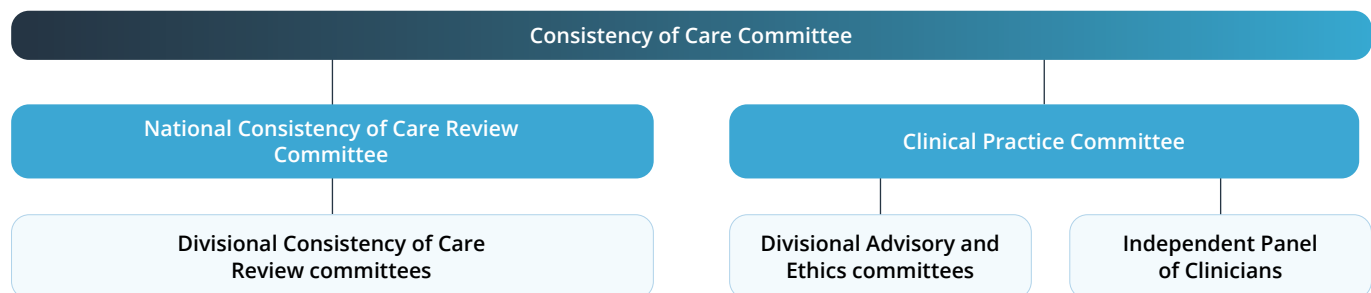 Consistency of Care Committee
National Consistency of Care Review
Committee
Clinical Practice Committee
Divisional Consistency of Care
Review committees
Divisional Advisory and
Ethics committees
Independent Panel
of Clinicians